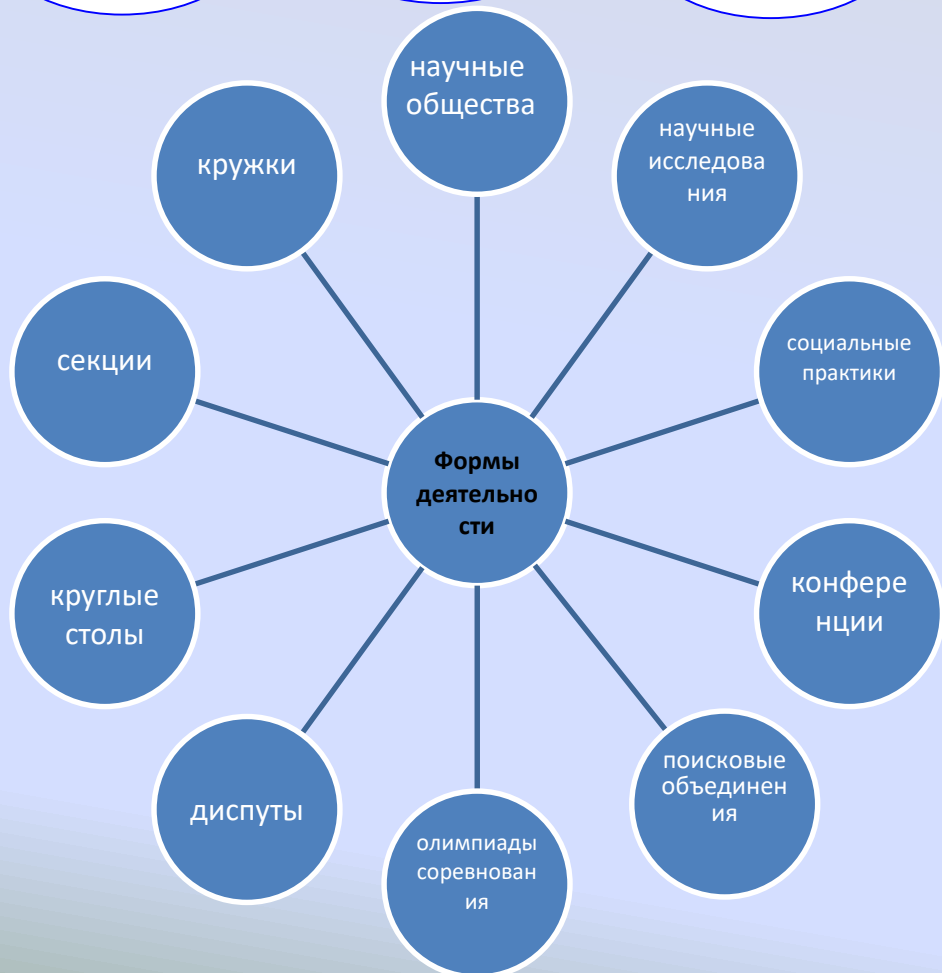 научные
общества
научные
исследова
ния
социальные
практики
конфере
нции
поисковые
объединен
ия
олимпиады
соревнован
ия
диспуты
круглые
столы
секции
кружки
Формы
деятельно
сти